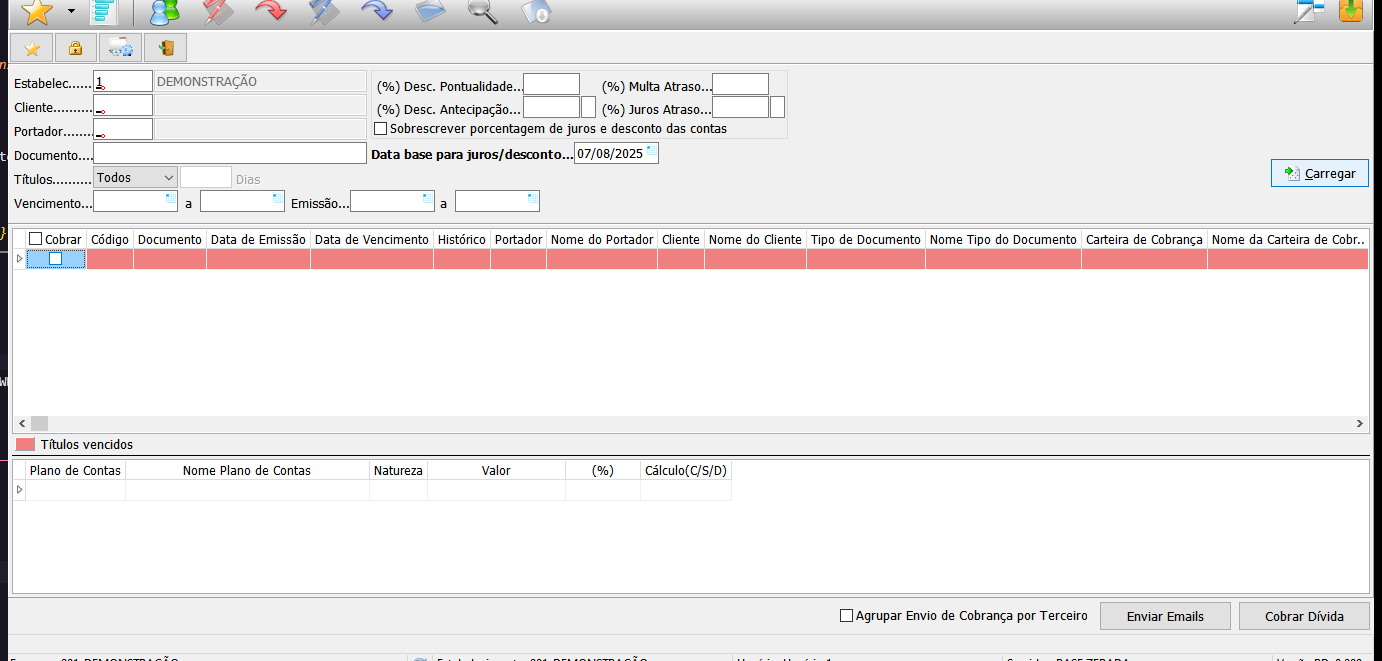 Estabelec...... 1 DEMONSTRAÇÃO
(%) Desc. Pontualidade... (%) Multa Atraso...
Cliente..........
(%) Desc. Antecipação... (%) Juros Atraso...
Portador........
Sobrescrever porcentagem de juros e desconto das contas
Documento.... Data base para juros/desconto... 07/08/2025
Títulos.......... Todos Dias
Carregar
Vencimento... a Emissão... a
Cobrar Código Documento Data de Emissão Data de Vencimento Histórico Portador Nome do Portador Cliente Nome do Cliente Tipo de Documento Nome Tipo do Documento Carteira de Cobrança Nome da Carteira de Cobr..
Títulos vencidos
Plano de Contas Nome Plano de Contas Natureza Valor (%) Cálculo(C/S/D)
Agrupar Envio de Cobrança por Terceiro Enviar Emails Cobrar Dívida